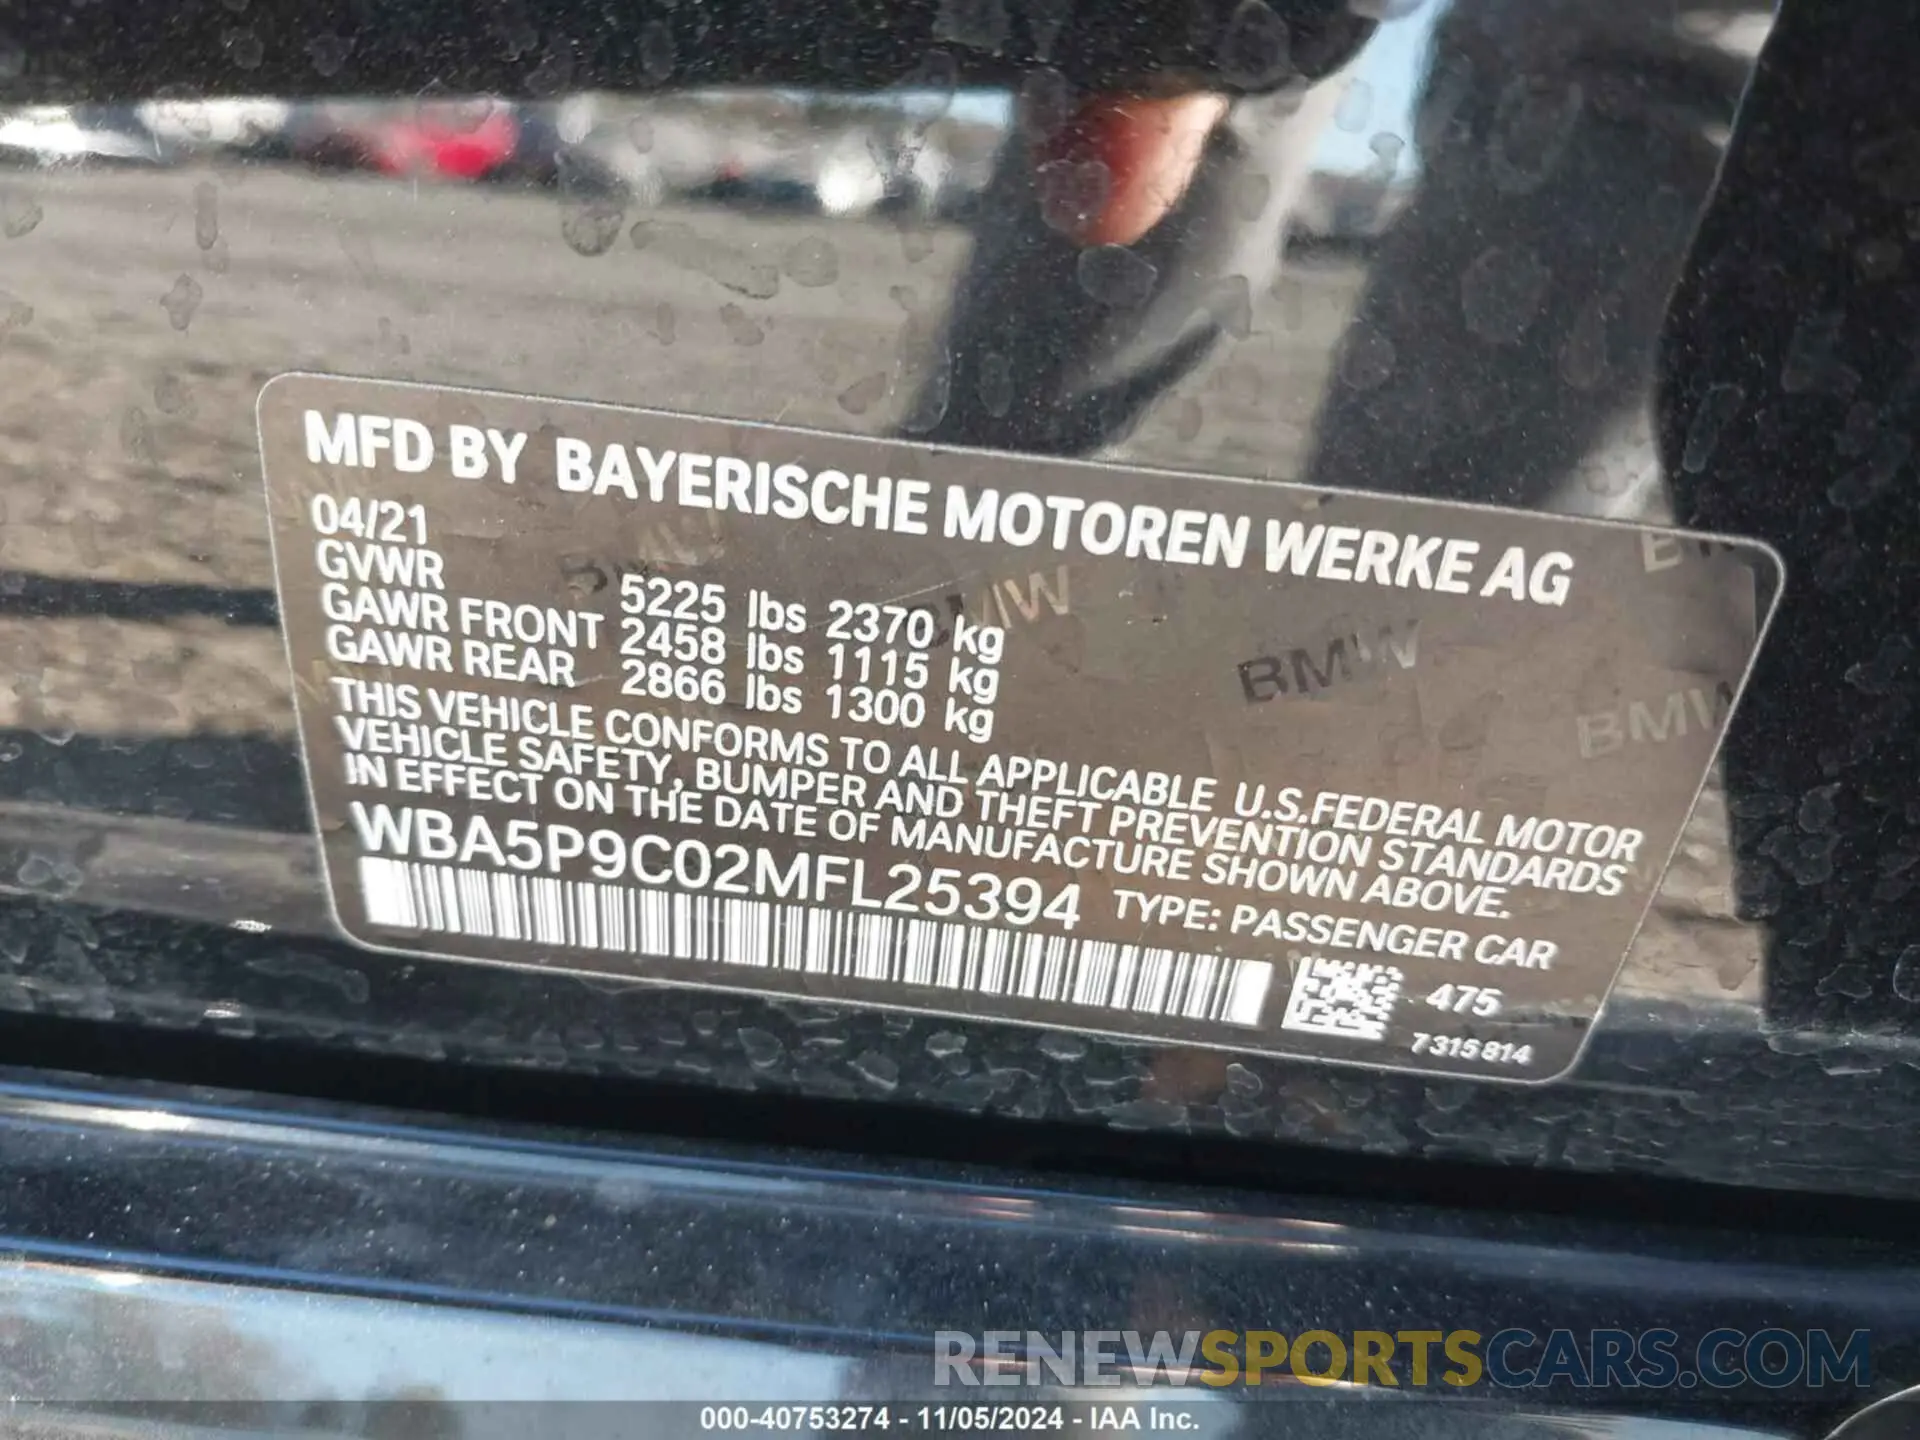 MFD BY BAYERISCHE MOTOREN WERKE AG
04/21
GVWR 5225 lbs 2370 kg
GAWR FRONT 2458 lbs 1115 kg
GAWR REAR 2866 lbs 1300 kg
THIS VEHICLE CONFORMS TO ALL APPLICABLE U.S.FEDERAL MOTOR
VEHICLE SAFETY, BUMPER AND THEFT PREVENTION STANDARDS
IN EFFECT ON THE DATE OF MANUFACTURE SHOWN ABOVE.
WBA5P9C02MFL25394 TYPE: PASSENGER CAR
475
7315814
BMW
BMW
BMW
BMW
RENEWSPORTSCARS.COM
000-40753274 - 11/05/2024 - IAA Inc.